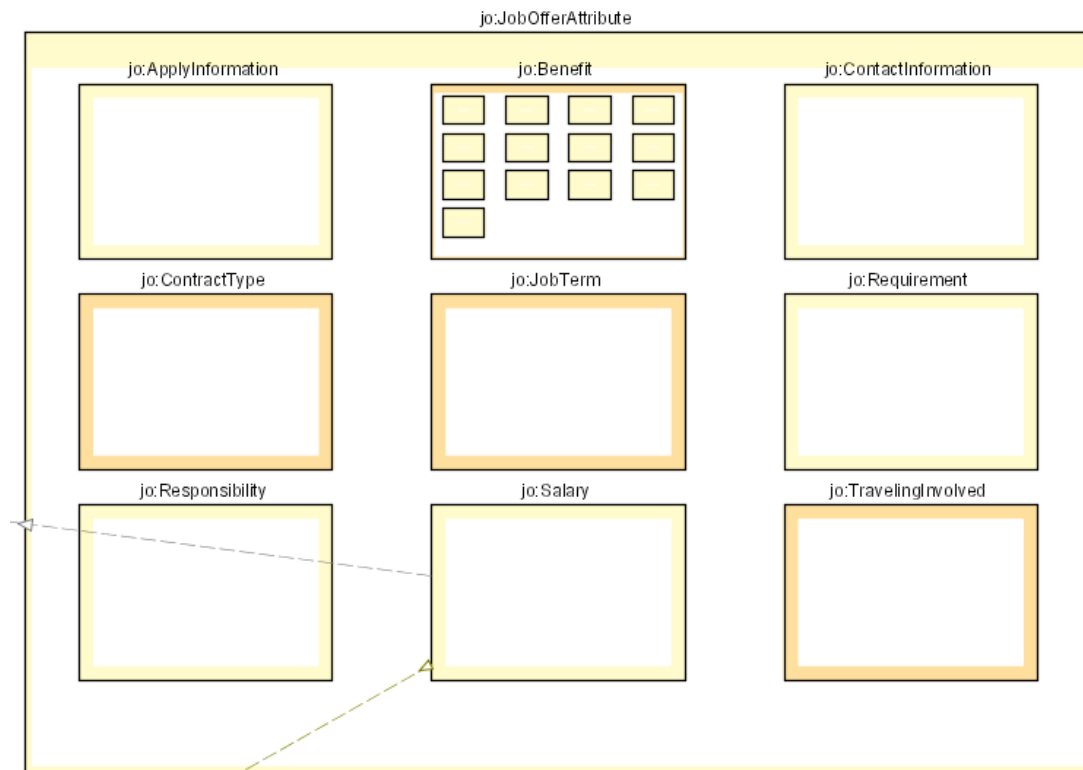 jo:JobOfferAttribute
jo:ApplyInformation
jo:Benefit
jo:ContactInformation
jo:ContractType
jo:JobTerm
jo:Requirement
jo:Responsibility
jo:Salary
jo:TravelingInvolved